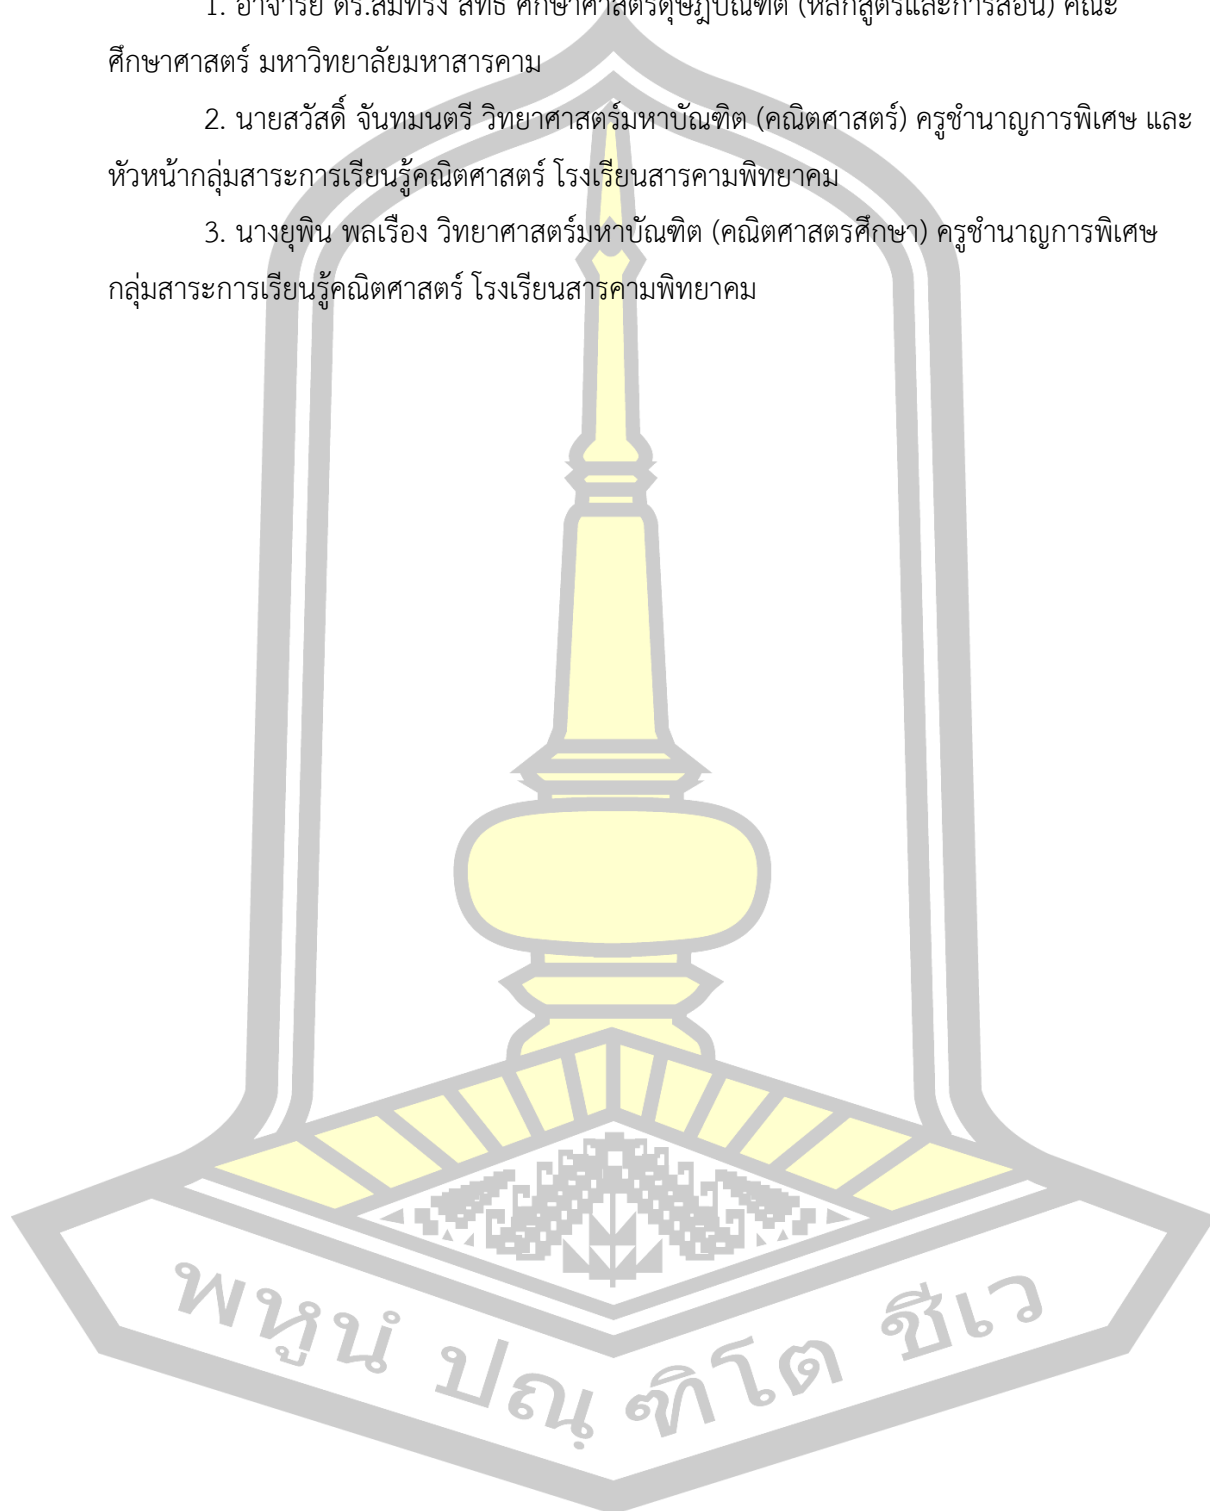 1. อาจารย์ ดร.สมทรง สิทธิ ศึกษาศาสตรดุษฎีบัณฑิต (หลักสูตรและการสอน) คณะ
ศึกษาศาสตร์ มหาวิทยาลัยมหาสารคาม
2. นายสวัสดิ์ จันทมนตรี วิทยาศาสตร์มหาบัณฑิต (คณิตศาสตร์) ครูชำนาญการพิเศษ และ
หัวหน้ากลุ่มสาระการเรียนรู้คณิตศาสตร์ โรงเรียนสารคามพิทยาคม
3. นางยุพิน พลเรือง วิทยาศาสตร์มหาบัณฑิต (คณิตศาสตรศึกษา) ครูชำนาญการพิเศษ
กลุ่มสาระการเรียนรู้คณิตศาสตร์ โรงเรียนสารคามพิทยาคม
พหูนํ ปณฺฑิโต ชีเว